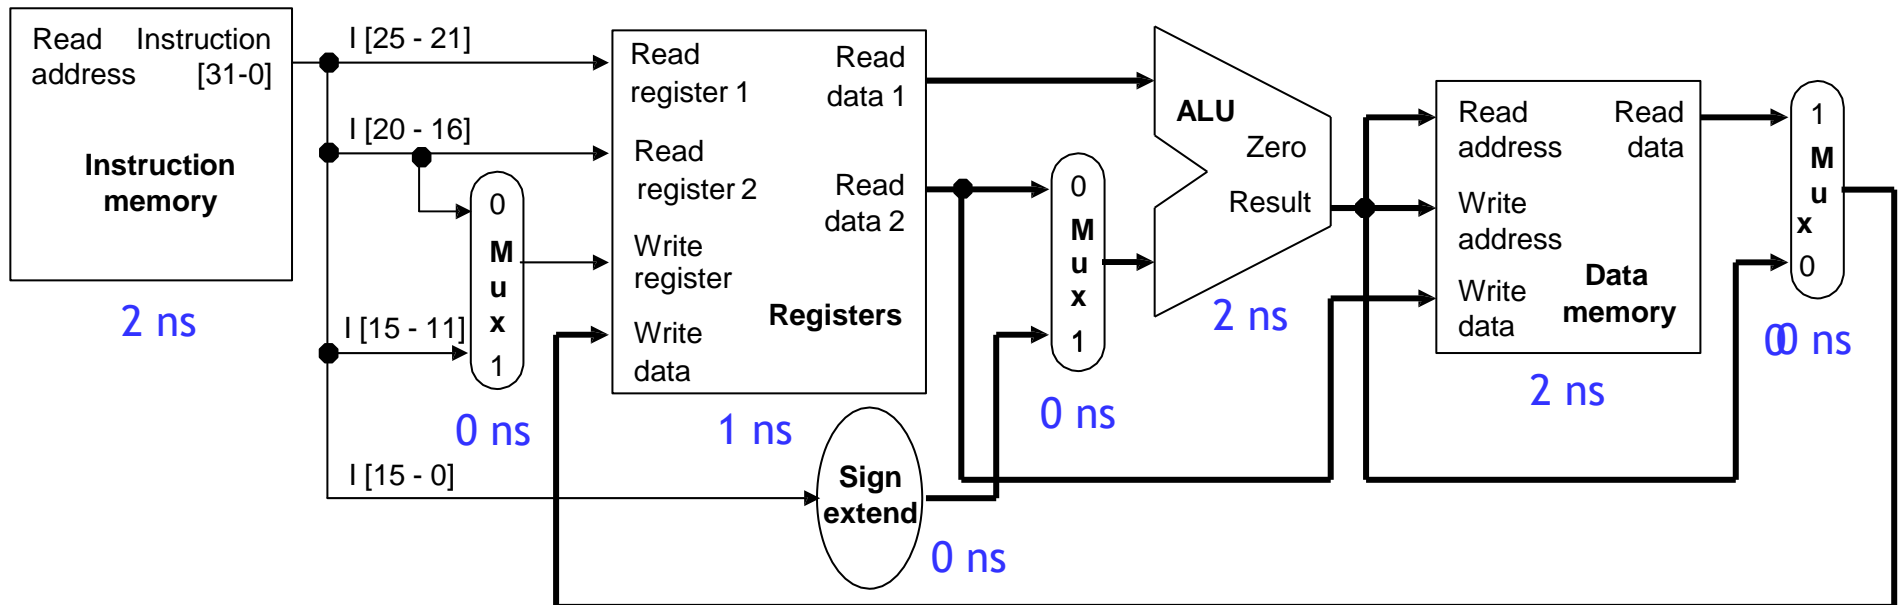 Read Instruction
address [31-0]
Instruction
memory
2 ns
I [25 - 21]
I [20 - 16]
I [15 - 11]
I [15 - 0]
0
M
u
x
1
0 ns
Read
register 1
Read
data 1
Read
register 2
Read
data 2
Write
register
Write
data
Registers
1 ns
Sign
extend
0 ns
0
M
u
x
1
0 ns
ALU
Zero
Result
2 ns
Read
address
Read
data
Write
address
Write
data
Data
memory
2 ns
1
M
u
x
0
00 ns